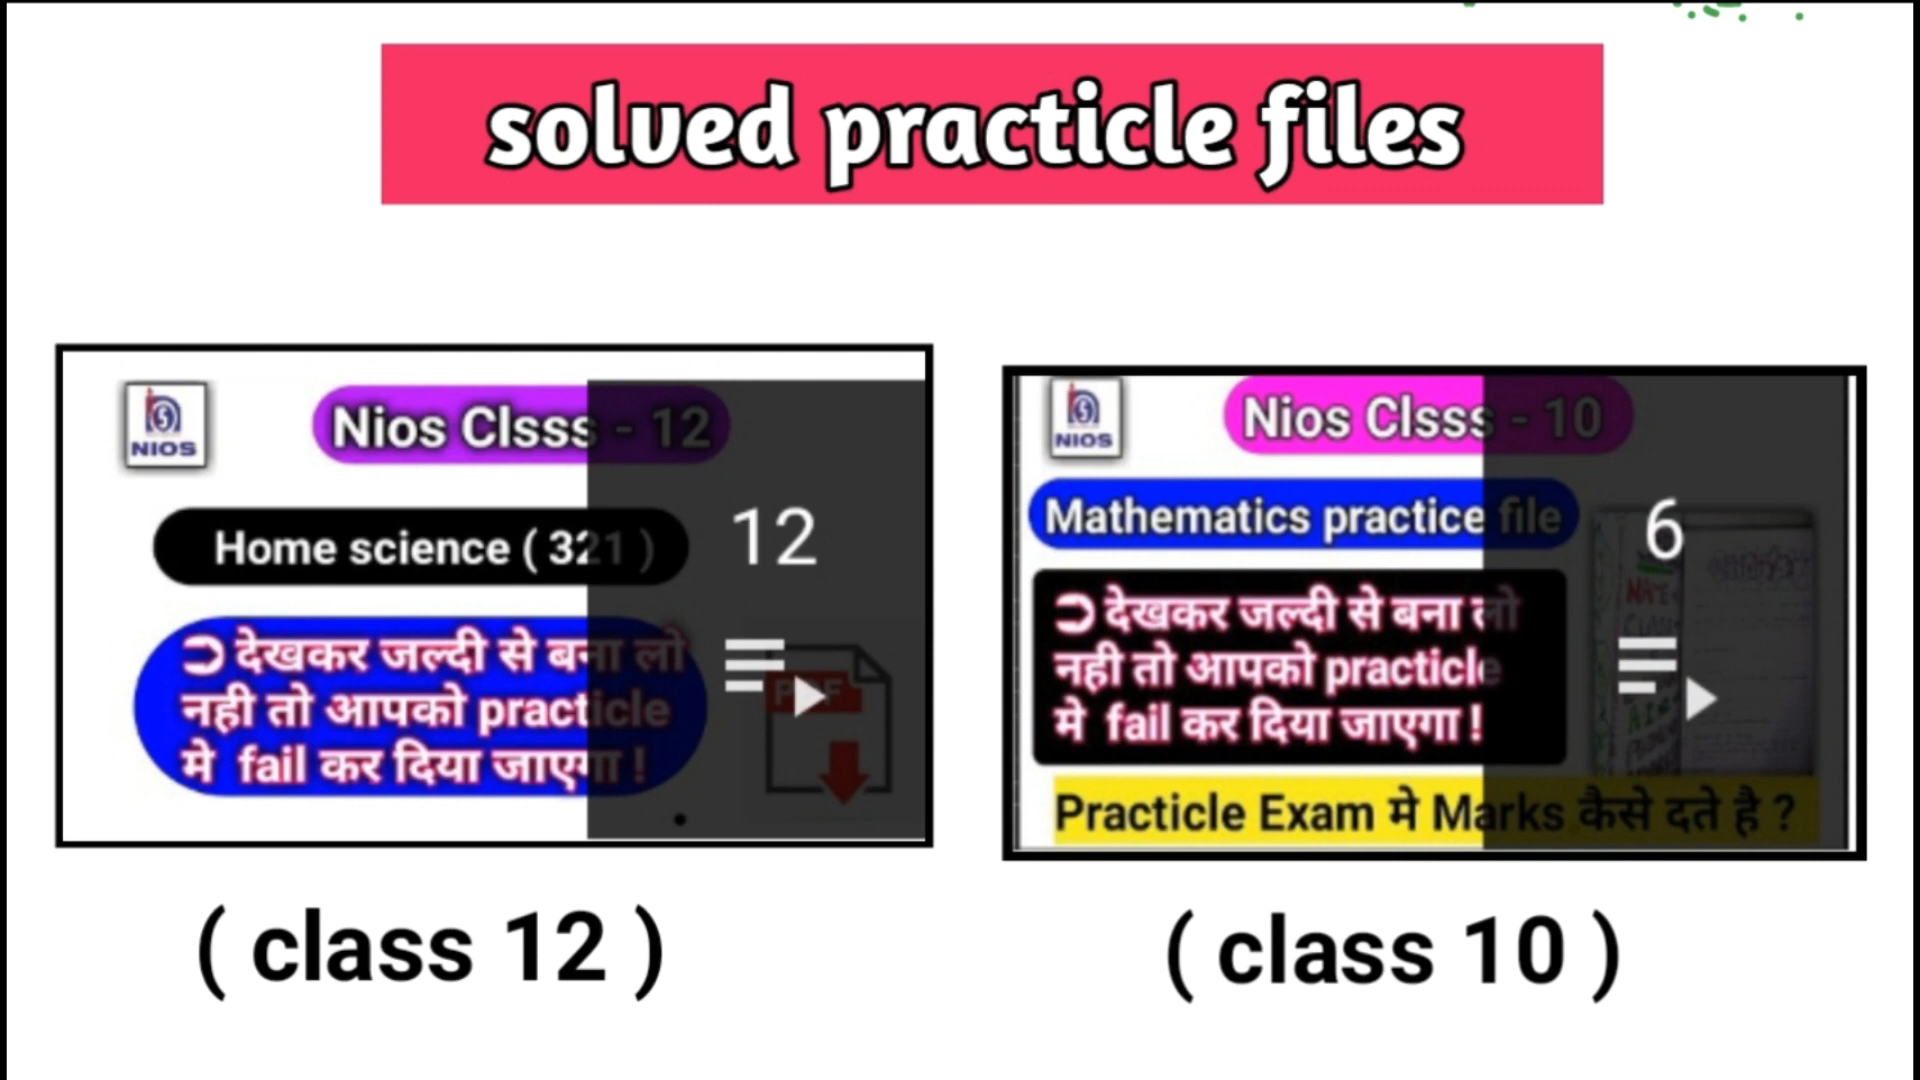 solved practicle files
NIOS
Nios Clsss - 12
Home science ( 321 )
12
⊃ देखकर जल्दी से बना लो
नही तो आपको practicle
मे fail कर दिया जाएगा !
PDF
( class 12 )
NIOS
Nios Clsss - 10
Mathematics practice file
6
⊃ देखकर जल्दी से बना लो
नही तो आपको practicle
मे fail कर दिया जाएगा !
Practicle Exam मे Marks कैसे दते है ?
( class 10 )